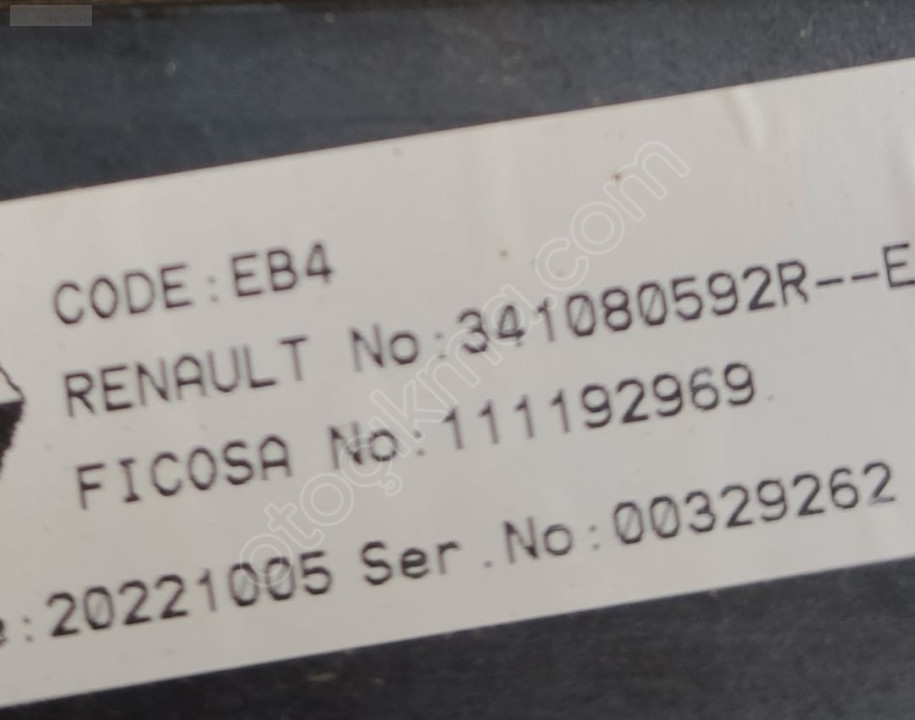 CODE:EB4
RENAULT No:341080592R--E
FICOSA No:111192969
e:20221005 Ser.No:00329262
otoçıkma.com